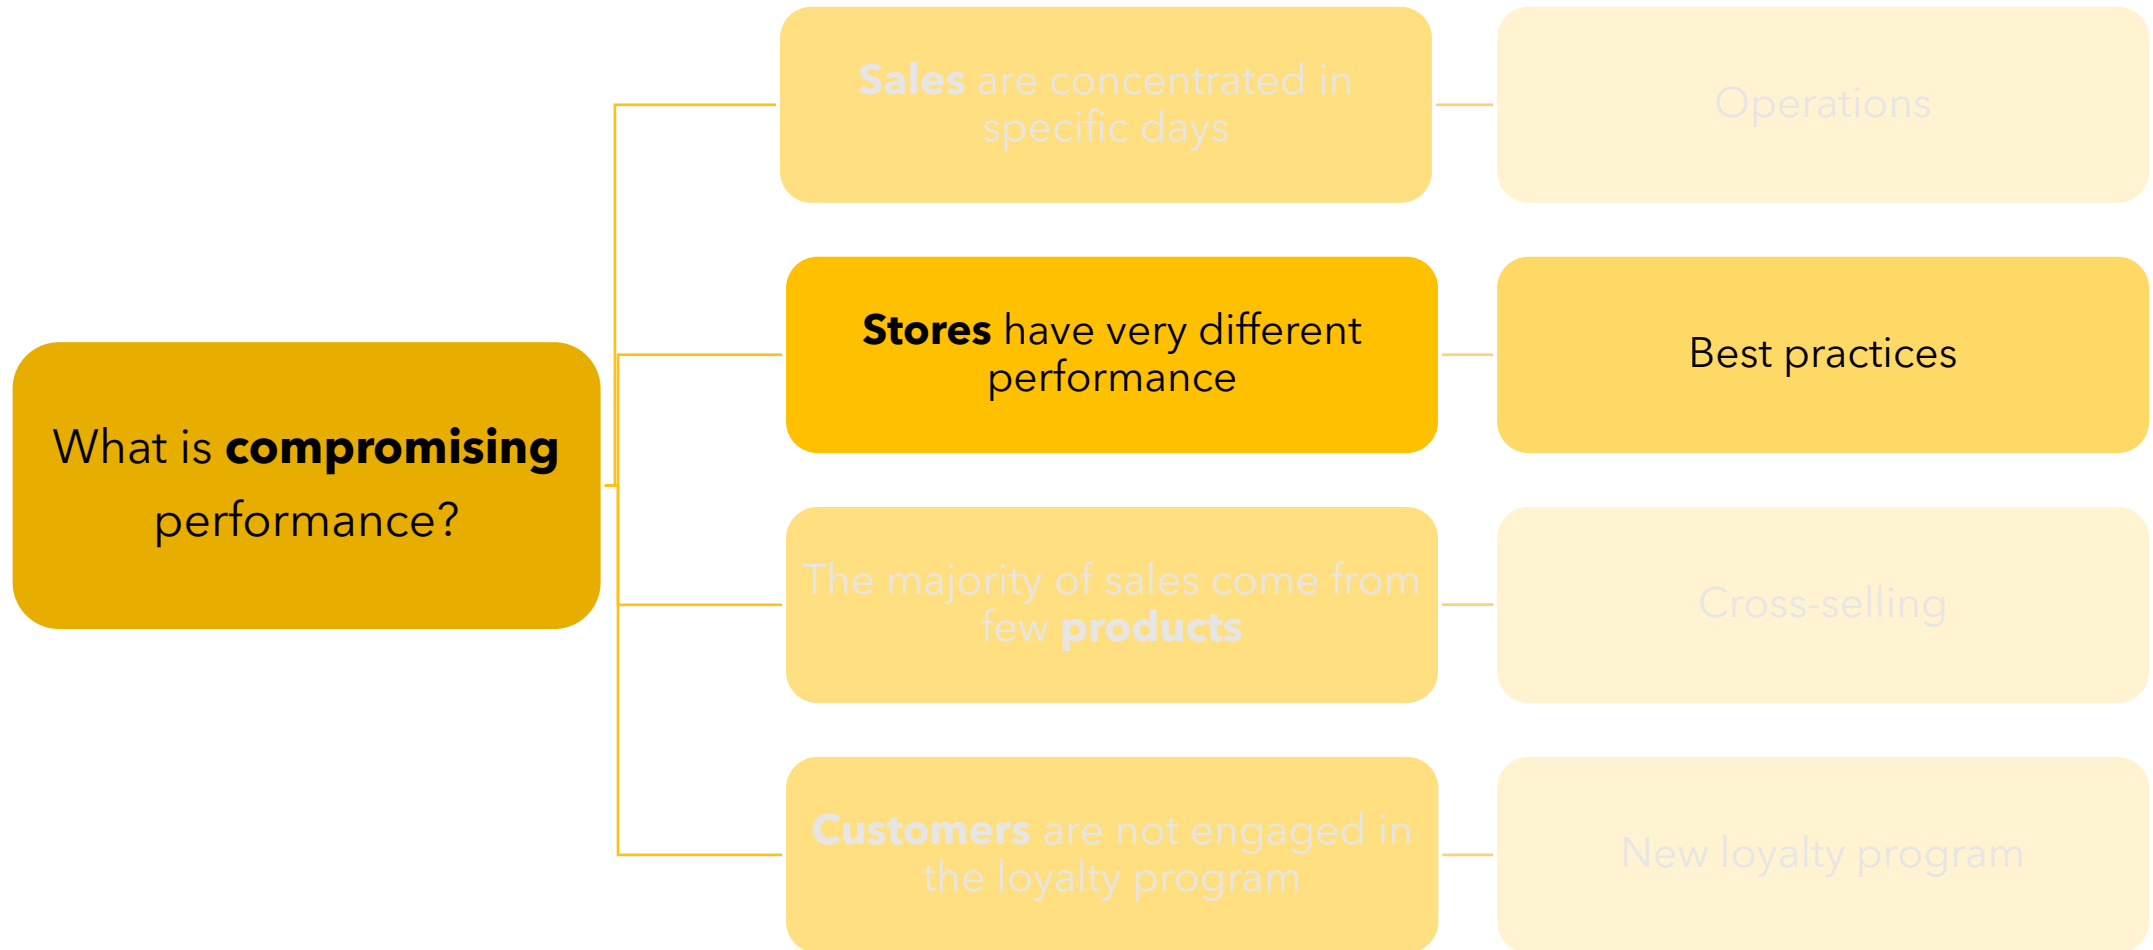 Sales are concentrated in
specific days
Operations
What is compromising
performance?
Stores have very different
performance
Best practices
The majority of sales come from
few products
Cross-selling
Customers are not engaged in
the loyalty program
New loyalty program